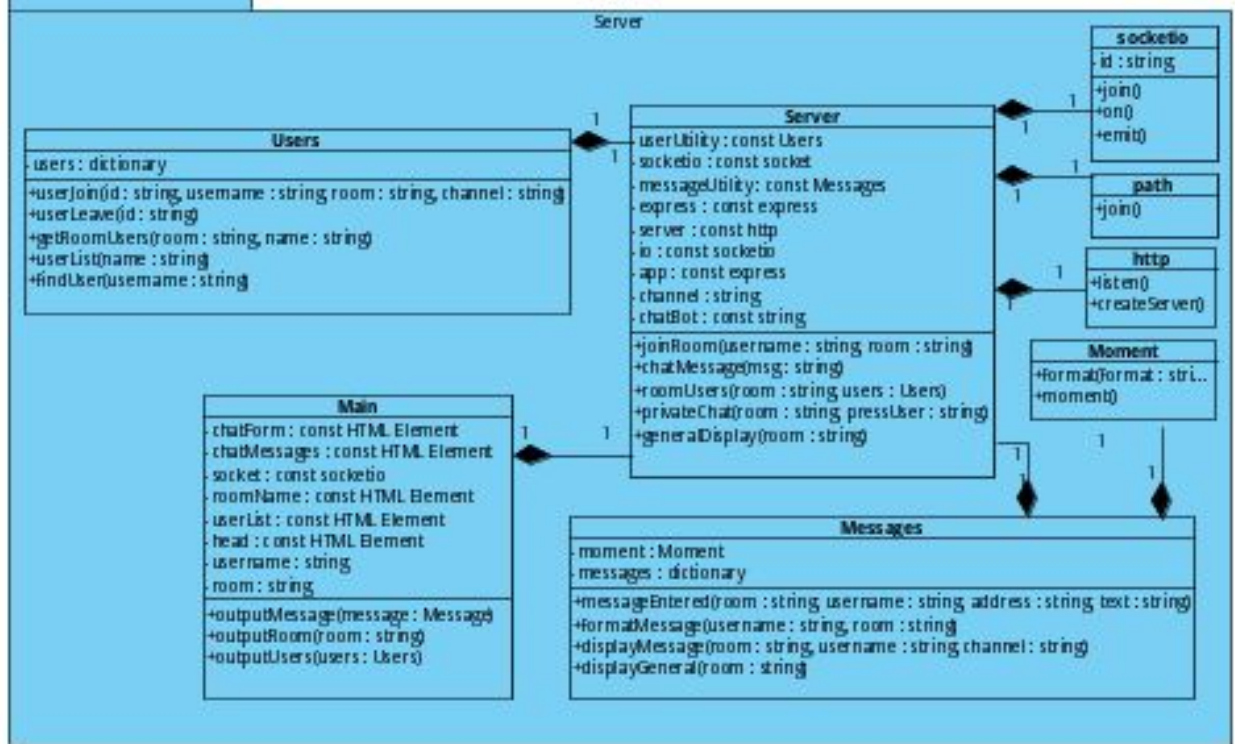 Server
socketio
- id : string
+join()
+on()
+emit()
path
+join()
http
+listen()
+createServer()
Moment
+format(format : stri...
+moment()
Users
- users : dictionary
+userJoin(id : string, username : string, room : string, channel : string)
+userLeave(id : string)
+getRoomUsers(room : string, name : string)
+userList(name : string)
+findUser(username : string)
Server
- userUtility : const Users
- socketio : const socket
- messageUtility : const Messages
- express : const express
- server : const http
- io : const socketio
- app : const express
- channel : string
- chatBot : const string
+joinRoom(username : string, room : string)
+chatMessage(msg : string)
+roomUsers(room : string, users : Users)
+privateChat(room : string, pressUser : string)
+generalDisplay(room : string)
Main
- chatForm : const HTML Element
- chatMessages : const HTML Element
- socket : const socketio
- roomName : const HTML Element
- userList : const HTML Element
- head : const HTML Element
- username : string
- room : string
+outputMessage(message : Message)
+outputRoom(room : string)
+outputUsers(users : Users)
Messages
- moment : Moment
- messages : dictionary
+messageEntered(room : string, username : string, address : string, text : string)
+formatMessage(username : string, room : string)
+displayMessage(room : string, username : string, channel : string)
+displayGeneral(room : string)
1
1
1
1
1
1
1
1
1
1
1
1
1
1